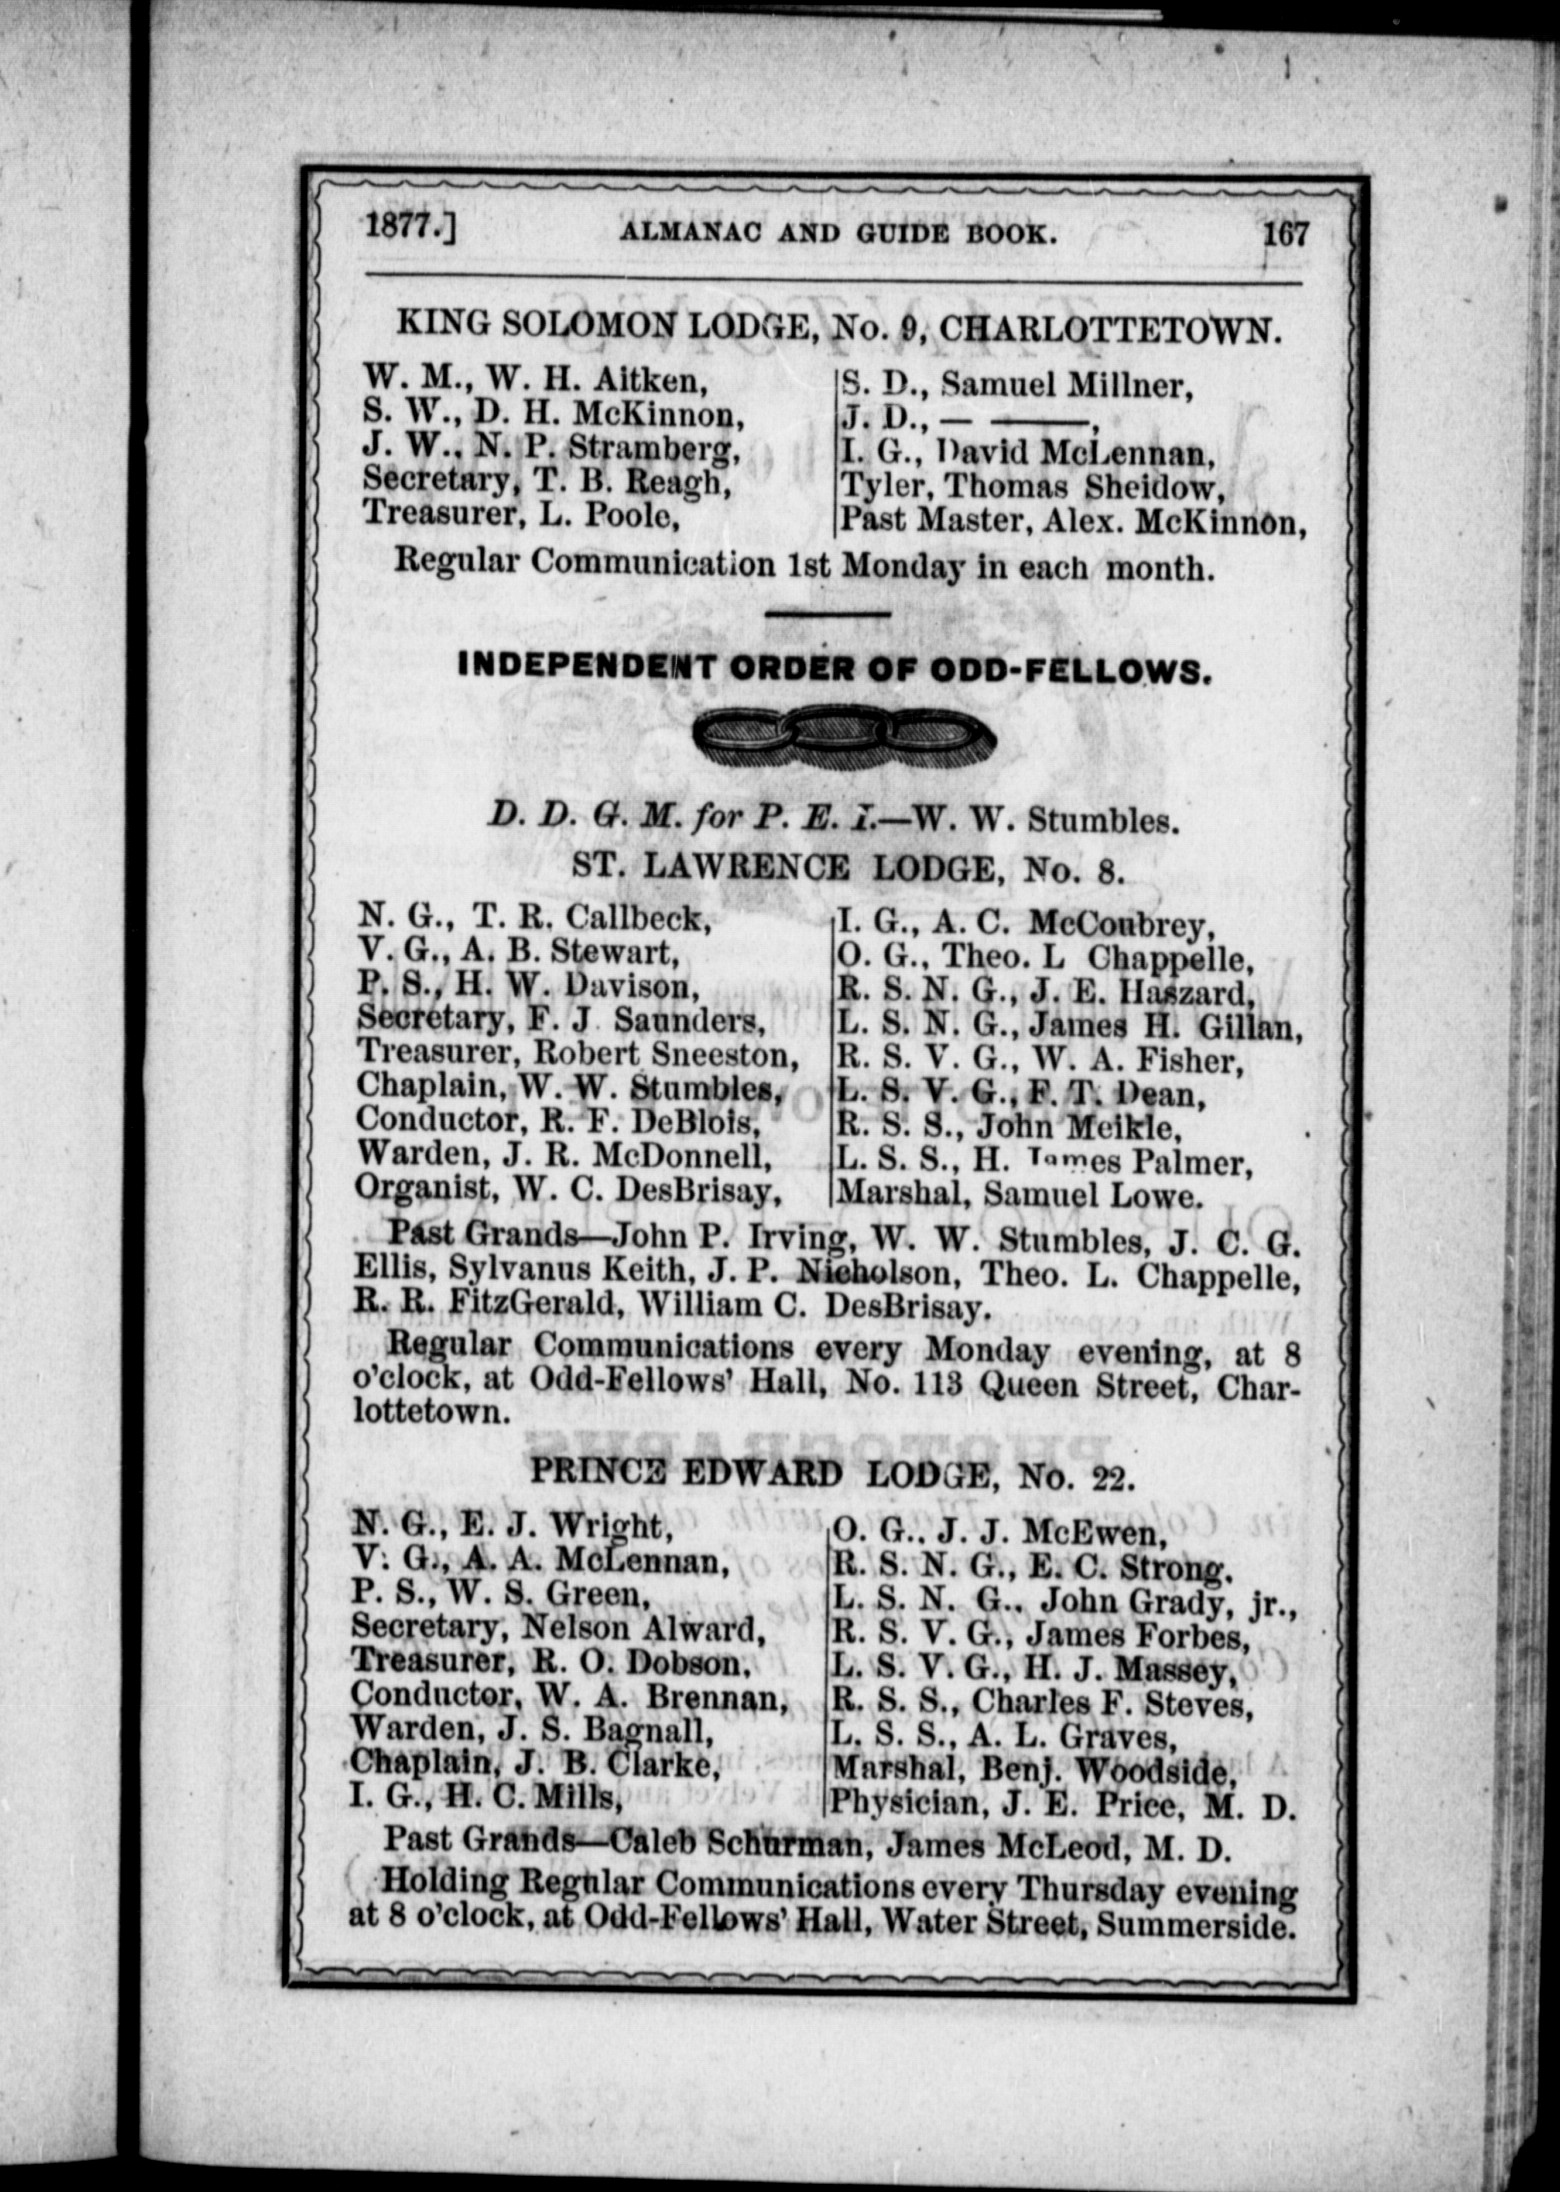 1877.] ALMANAC AND GUIDE BOOK. 167
KING SOLOMON LODGE, No. 9, CHARLOTTETOWN.
W. M., W. H. Aitken,
S. W., D. H. McKinnon,
J. W., N. P. Stramberg,
Secretary, T. B. Reagh,
Treasurer, L. Poole,
S. D., Samuel Millner,
J. D., — ———,
I. G., David McLennan,
Tyler, Thomas Sheidow,
Past Master, Alex. McKinnon,
Regular Communication 1st Monday in each month.
INDEPENDENT ORDER OF ODD-FELLOWS.
D. D. G. M. for P. E. I.—W. W. Stumbles.
ST. LAWRENCE LODGE, No. 8.
N. G., T. R. Callbeck,
V. G., A. B. Stewart,
P. S., H. W. Davison,
Secretary, F. J. Saunders,
Treasurer, Robert Sneeston,
Chaplain, W. W. Stumbles,
Conductor, R. F. DeBlois,
Warden, J. R. McDonnell,
Organist, W. C. DesBrisay,
I. G., A. C. McCoubrey,
O. G., Theo. L Chappelle,
R. S. N. G., J. E. Haszard,
L. S. N. G., James H. Gillan,
R. S. V. G., W. A. Fisher,
L. S. V. G., F. T. Dean,
R. S. S., John Meikle,
L. S. S., H. James Palmer,
Marshal, Samuel Lowe.
Past Grands—John P. Irving, W. W. Stumbles, J. C. G.
Ellis, Sylvanus Keith, J. P. Nicholson, Theo. L. Chappelle,
R. R. FitzGerald, William C. DesBrisay.
Regular Communications every Monday evening, at 8
o'clock, at Odd-Fellows' Hall, No. 113 Queen Street, Char-
lottetown.
PRINCE EDWARD LODGE, No. 22.
N. G., E. J. Wright,
V. G., A. A. McLennan,
P. S., W. S. Green,
Secretary, Nelson Alward,
Treasurer, R. O. Dobson,
Conductor, W. A. Brennan,
Warden, J. S. Bagnall,
Chaplain, J. B. Clarke,
I. G., H. C. Mills,
O. G., J. J. McEwen,
R. S. N. G., E. C. Strong.
L. S. N. G., John Grady, jr.,
R. S. V. G., James Forbes,
L. S. V. G., H. J. Massey,
R. S. S., Charles F. Steves,
L. S. S., A. L. Graves,
Marshal, Benj. Woodside,
Physician, J. E. Price, M. D.
Past Grands—Caleb Schurman, James McLeod, M. D.
Holding Regular Communications every Thursday evening
at 8 o'clock, at Odd-Fellows' Hall, Water Street, Summerside.